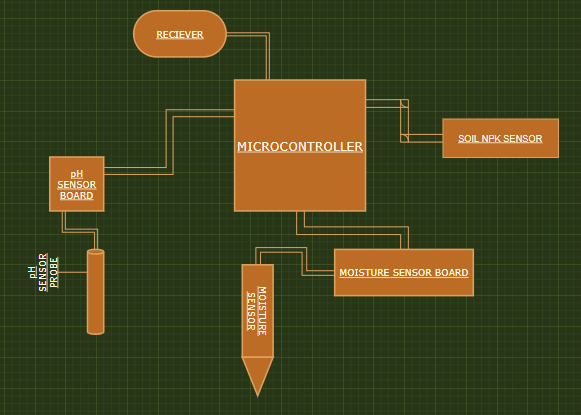 RECIEVER
MICROCONTROLLER
SOIL NPK SENSOR
pH
SENSOR
BOARD
pH
SENSOR
PROBE
MOISTURE
SENSOR
MOISTURE SENSOR BOARD